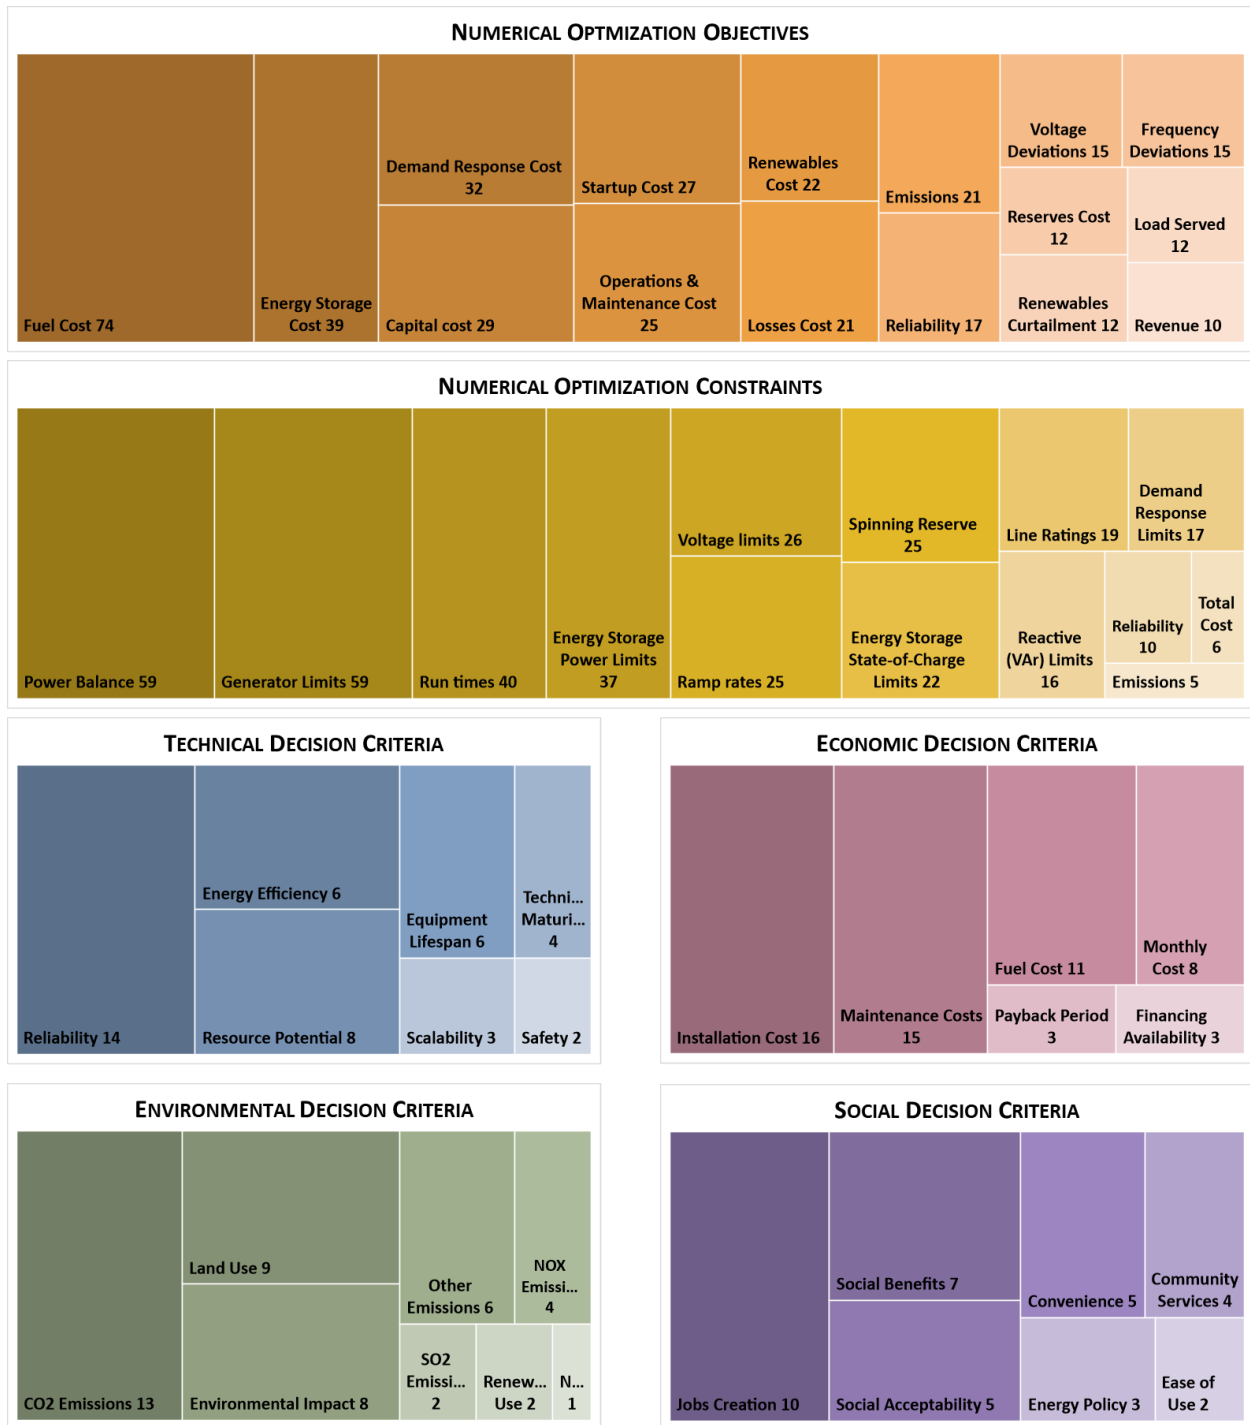 NUMERICAL OPTMIZATION OBJECTIVES
Fuel Cost 74
Energy Storage
Cost 39
Demand Response Cost
32
Capital cost 29
Startup Cost 27
Operations &
Maintenance Cost
25
Renewables
Cost 22
Losses Cost 21
Emissions 21
Reliability 17
Voltage
Deviations 15
Frequency
Deviations 15
Reserves Cost
12
Renewables
Curtailment 12
Load Served
12
Revenue 10
NUMERICAL OPTIMIZATION CONSTRAINTS
Power Balance 59
Generator Limits 59
Run times 40
Energy Storage
Power Limits
37
Voltage limits 26
Ramp rates 25
Spinning Reserve
25
Energy Storage
State-of-Charge
Limits 22
Line Ratings 19
Demand
Response
Limits 17
Reactive
(VAr) Limits
16
Reliability
10
Total
Cost
6
Emissions 5
TECHNICAL DECISION CRITERIA
Reliability 14
Energy Efficiency 6
Resource Potential 8
Equipment
Lifespan 6
Techni...
Maturi...
4
Scalability 3
Safety 2
ECONOMIC DECISION CRITERIA
Installation Cost 16
Maintenance Costs
15
Fuel Cost 11
Monthly
Cost 8
Payback Period
3
Financing
Availability 3
ENVIRONMENTAL DECISION CRITERIA
CO2 Emissions 13
Land Use 9
Environmental Impact 8
Other
Emissions 6
NOX
Emissi...
4
SO2
Emissi...
2
Renew...
Use 2
N...
1
SOCIAL DECISION CRITERIA
Jobs Creation 10
Social Benefits 7
Social Acceptability 5
Convenience 5
Community
Services 4
Energy Policy 3
Ease of
Use 2